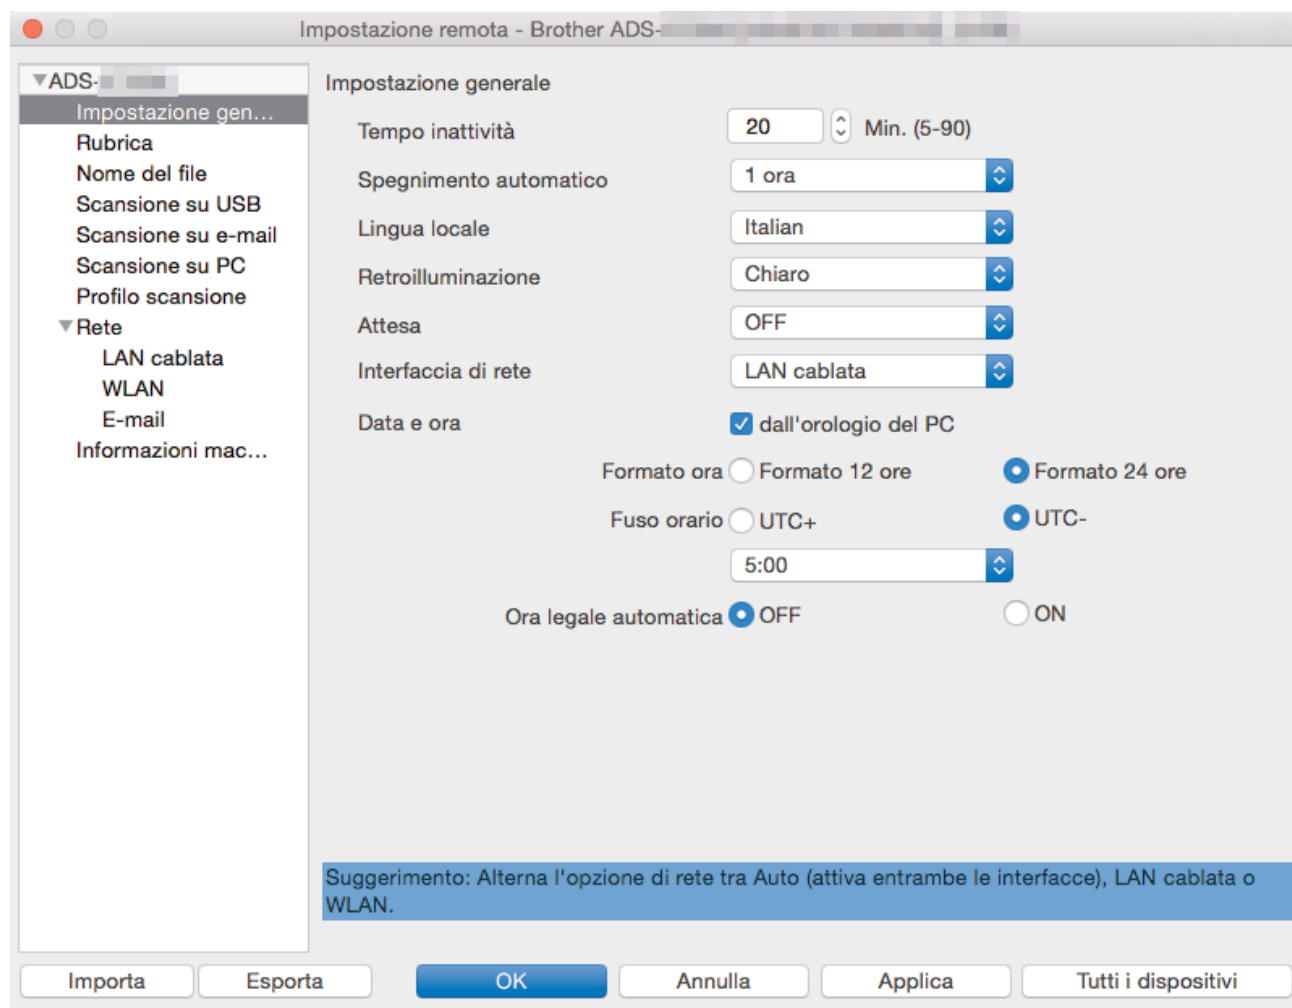 Impostazione remota - Brother ADS-
ADS-
Impostazione gen...
Rubrica
Nome del file
Scansione su USB
Scansione su e-mail
Scansione su PC
Profilo scansione
Rete
LAN cablata
WLAN
E-mail
Informazioni mac...
Impostazione generale
Tempo inattività 20 Min. (5-90)
Spegnimento automatico 1 ora
Lingua locale Italian
Retroilluminazione Chiaro
Attesa OFF
Interfaccia di rete LAN cablata
Data e ora dall'orologio del PC
Formato ora Formato 12 ore Formato 24 ore
Fuso orario UTC+ UTC-
5:00
Ora legale automatica OFF ON
Suggerimento: Alterna l'opzione di rete tra Auto (attiva entrambe le interfacce), LAN cablata o
WLAN.
Importa Esporta OK Annulla Applica Tutti i dispositivi